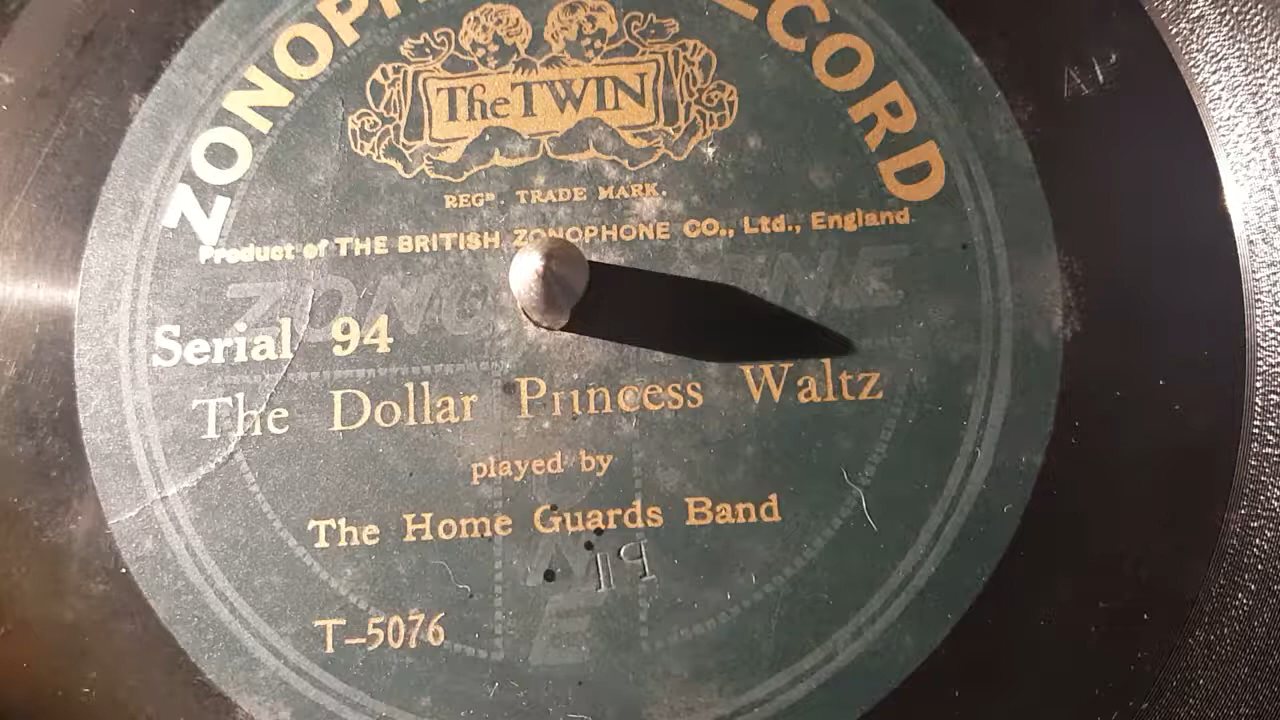 ZONOPH
ECORD
The TWIN
REGD. TRADE MARK.
Product of THE BRITISH ZONOPHONE CO., Ltd., England
Serial 94
The Dollar Princess Waltz
played by
The Home Guards Band
T-5076